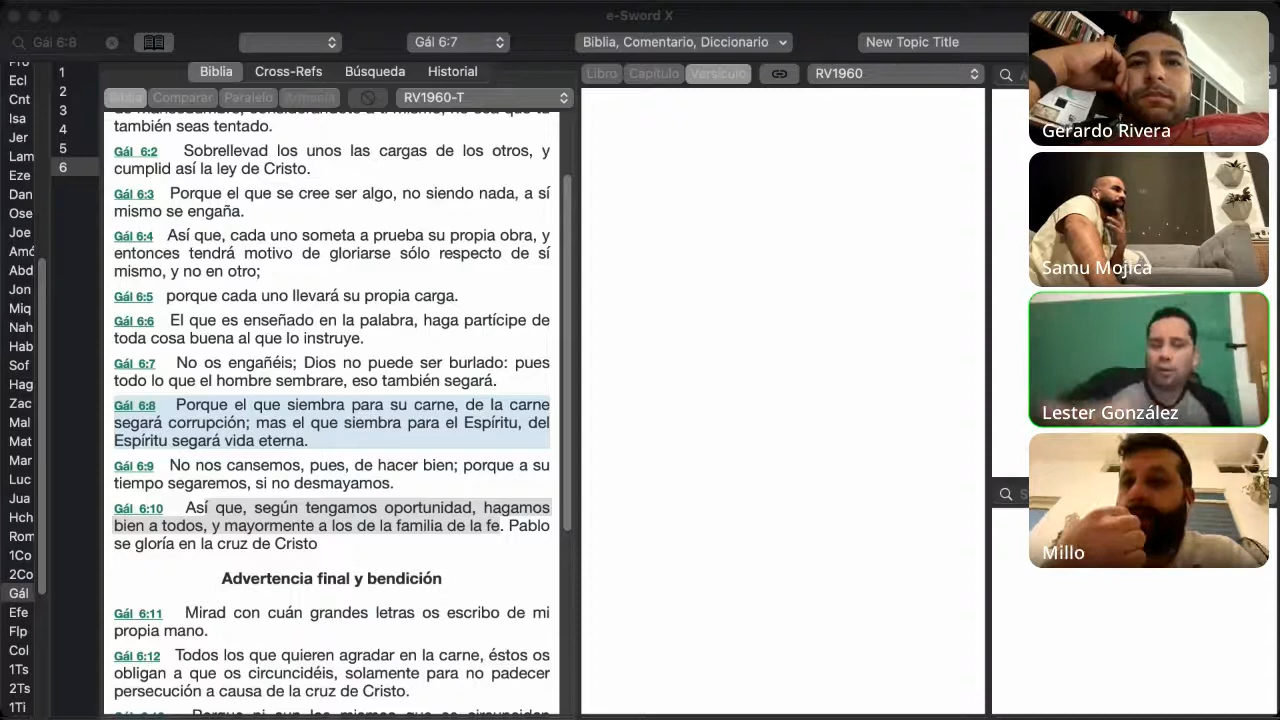 e-Sword X
Gál 6:8
Gál 6:7
Biblia, Comentario, Diccionario
New Topic Title
Biblia
Cross-Refs
Búsqueda
Historial
Libro
Capítulo
Versículo
RV1960
Biblia
Comparar
Paralelo
Armonía
RV1960-T
Ecl
Cnt
Isa
Jer
Lam
Eze
Dan
Ose
Joe
Amó
Abd
Jon
Miq
Nah
Hab
Sof
Hag
Zac
Mal
Mat
Mar
Luc
Jua
Hch
Rom
1Co
2Co
Gál
Efe
Flp
Col
1Ts
2Ts
1Ti
1
2
3
4
5
6
también seas tentado.
Gál 6:2 Sobrellevad los unos las cargas de los otros, y
cumplid así la ley de Cristo.
Gál 6:3 Porque el que se cree ser algo, no siendo nada, a sí
mismo se engaña.
Gál 6:4 Así que, cada uno someta a prueba su propia obra, y
entonces tendrá motivo de gloriarse sólo respecto de sí
mismo, y no en otro;
Gál 6:5 porque cada uno llevará su propia carga.
Gál 6:6 El que es enseñado en la palabra, haga partícipe de
toda cosa buena al que lo instruye.
Gál 6:7 No os engañéis; Dios no puede ser burlado: pues
todo lo que el hombre sembrare, eso también segará.
Gál 6:8 Porque el que siembra para su carne, de la carne
segará corrupción; mas el que siembra para el Espíritu, del
Espíritu segará vida eterna.
Gál 6:9 No nos cansemos, pues, de hacer bien; porque a su
tiempo segaremos, si no desmayamos.
Gál 6:10 Así que, según tengamos oportunidad, hagamos
bien a todos, y mayormente a los de la familia de la fe. Pablo
se gloría en la cruz de Cristo
Advertencia final y bendición
Gál 6:11 Mirad con cuán grandes letras os escribo de mi
propia mano.
Gál 6:12 Todos los que quieren agradar en la carne, éstos os
obligan a que os circuncidéis, solamente para no padecer
persecución a causa de la cruz de Cristo.
Gerardo Rivera
Samu Mojica
Lester González
Millo